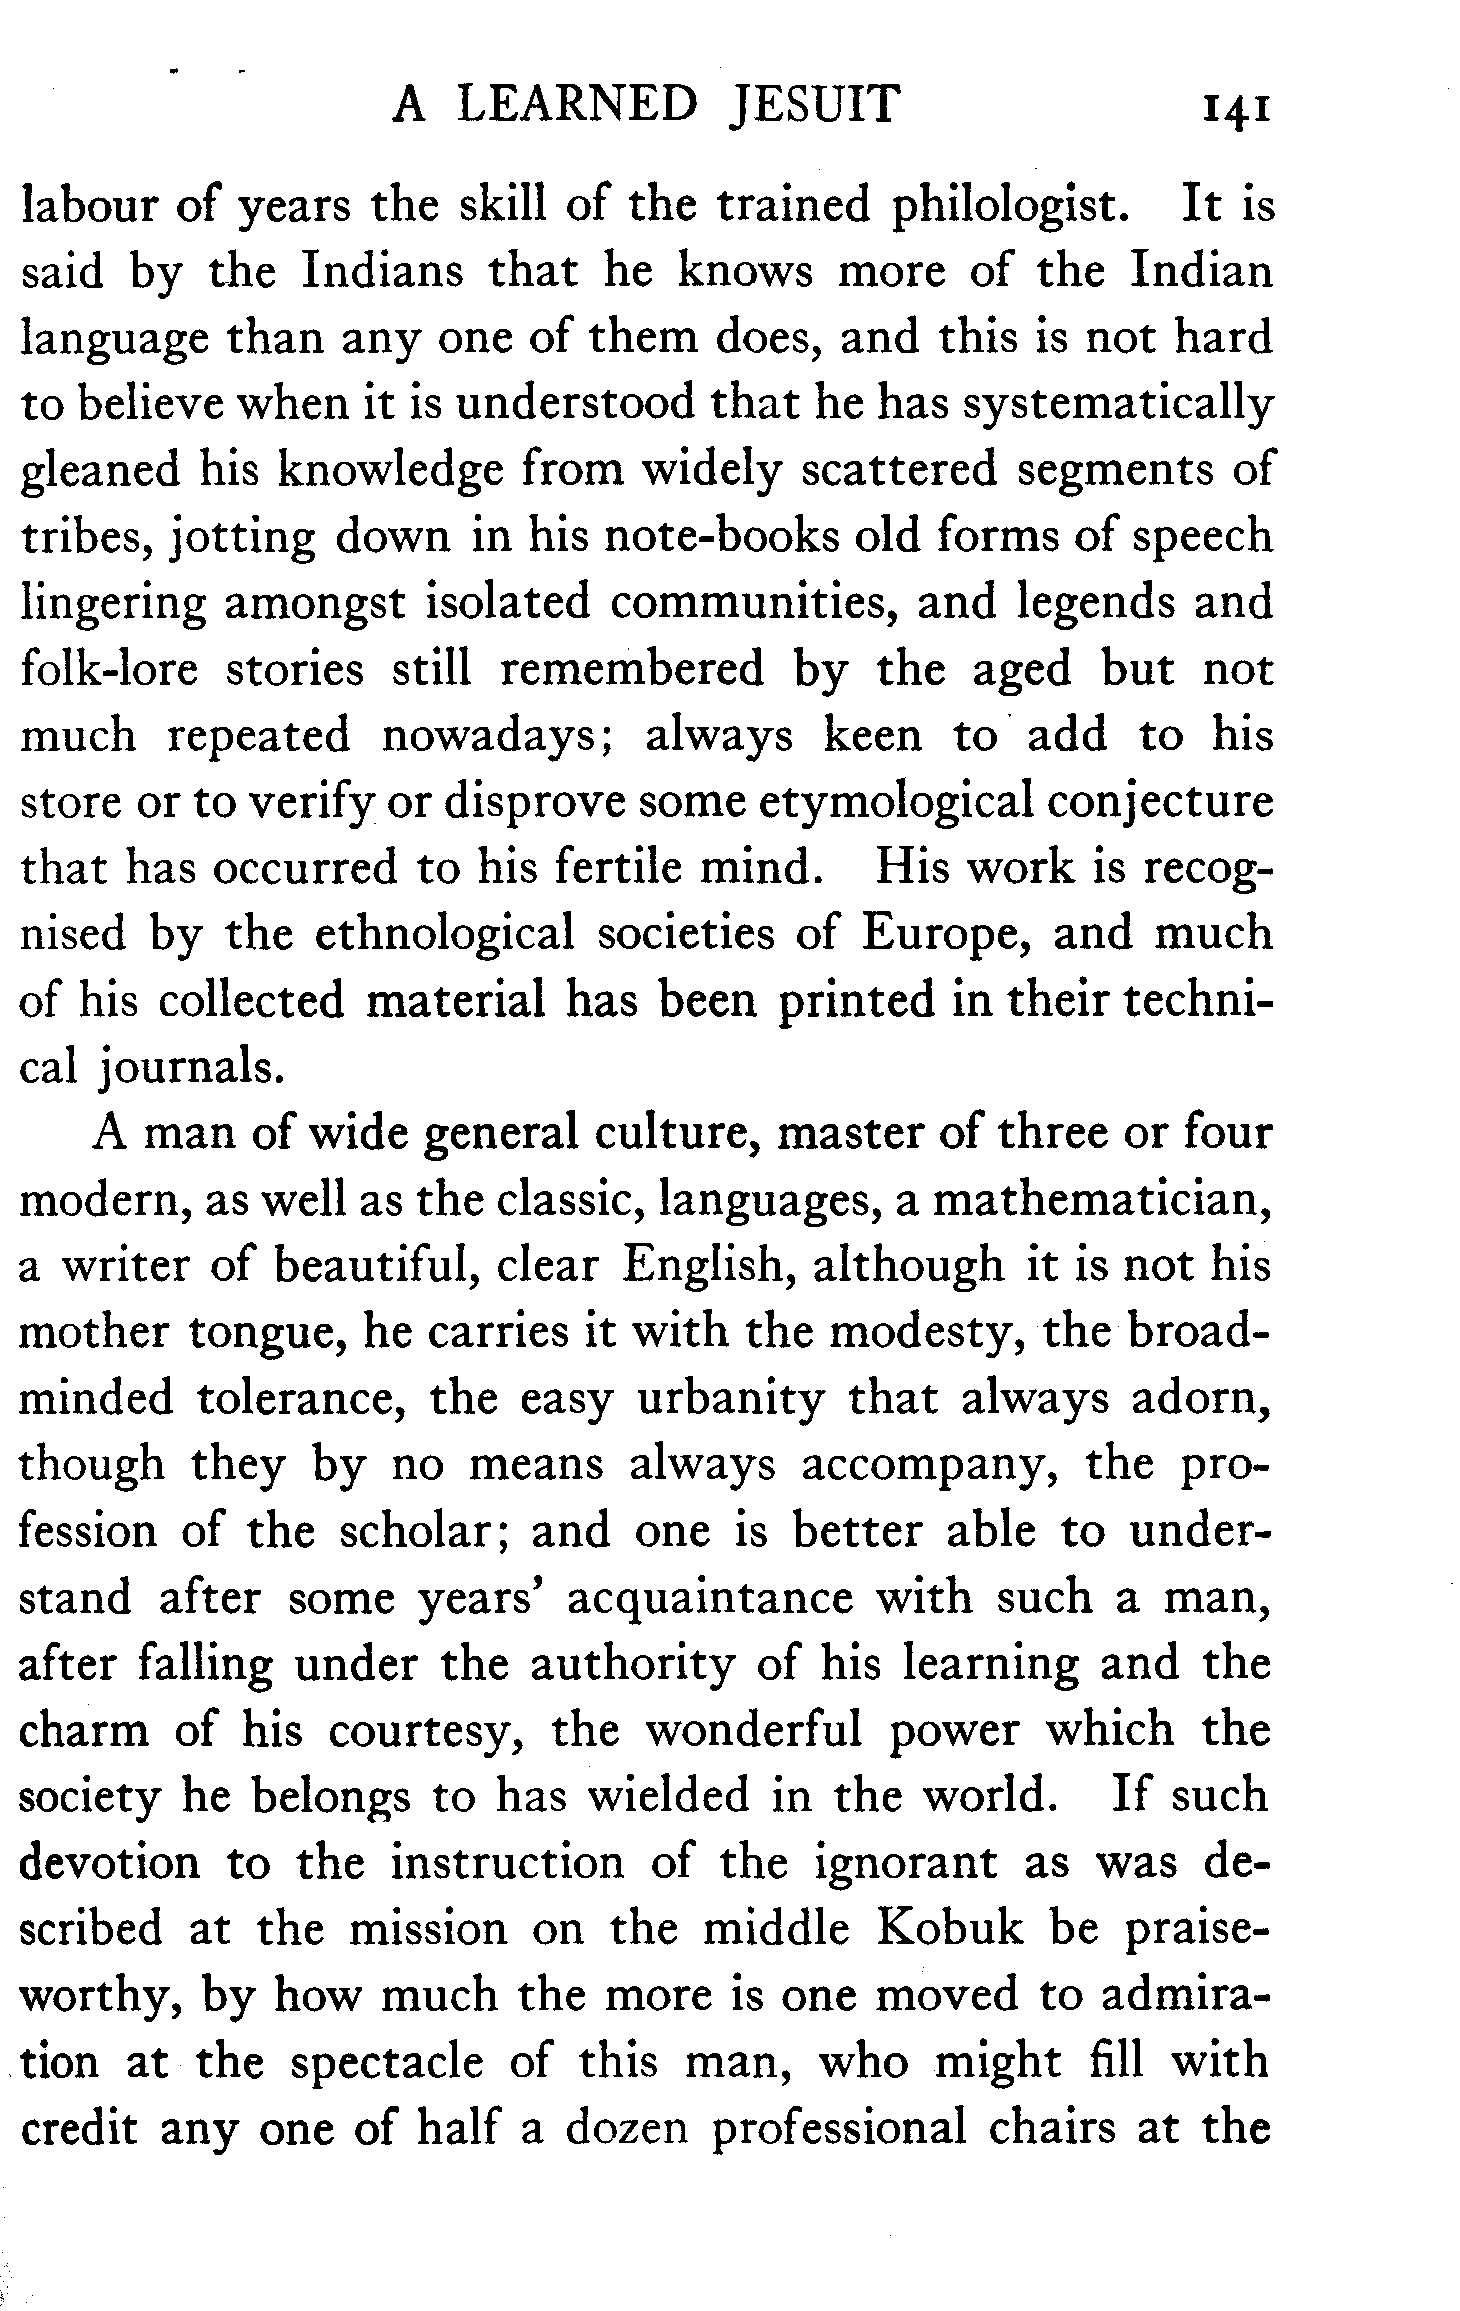 A LEARNED JESUIT 141
labour of years the skill of the trained philologist. It is
said by the Indians that he knows more of the Indian
language than any one of them does, and this is not hard
to believe when it is understood that he has systematically
gleaned his knowledge from widely scattered segments of
tribes, jotting down in his note-books old forms of speech
lingering amongst isolated communities, and legends and
folk-lore stories still remembered by the aged but not
much repeated nowadays; always keen to add to his
store or to verify or disprove some etymological conjecture
that has occurred to his fertile mind. His work is recog-
nised by the ethnological societies of Europe, and much
of his collected material has been printed in their techni-
cal journals.
A man of wide general culture, master of three or four
modern, as well as the classic, languages, a mathematician,
a writer of beautiful, clear English, although it is not his
mother tongue, he carries it with the modesty, the broad-
minded tolerance, the easy urbanity that always adorn,
though they by no means always accompany, the pro-
fession of the scholar; and one is better able to under-
stand after some years' acquaintance with such a man,
after falling under the authority of his learning and the
charm of his courtesy, the wonderful power which the
society he belongs to has wielded in the world. If such
devotion to the instruction of the ignorant as was de-
scribed at the mission on the middle Kobuk be praise-
worthy, by how much the more is one moved to admira-
tion at the spectacle of this man, who might fill with
credit any one of half a dozen professional chairs at the